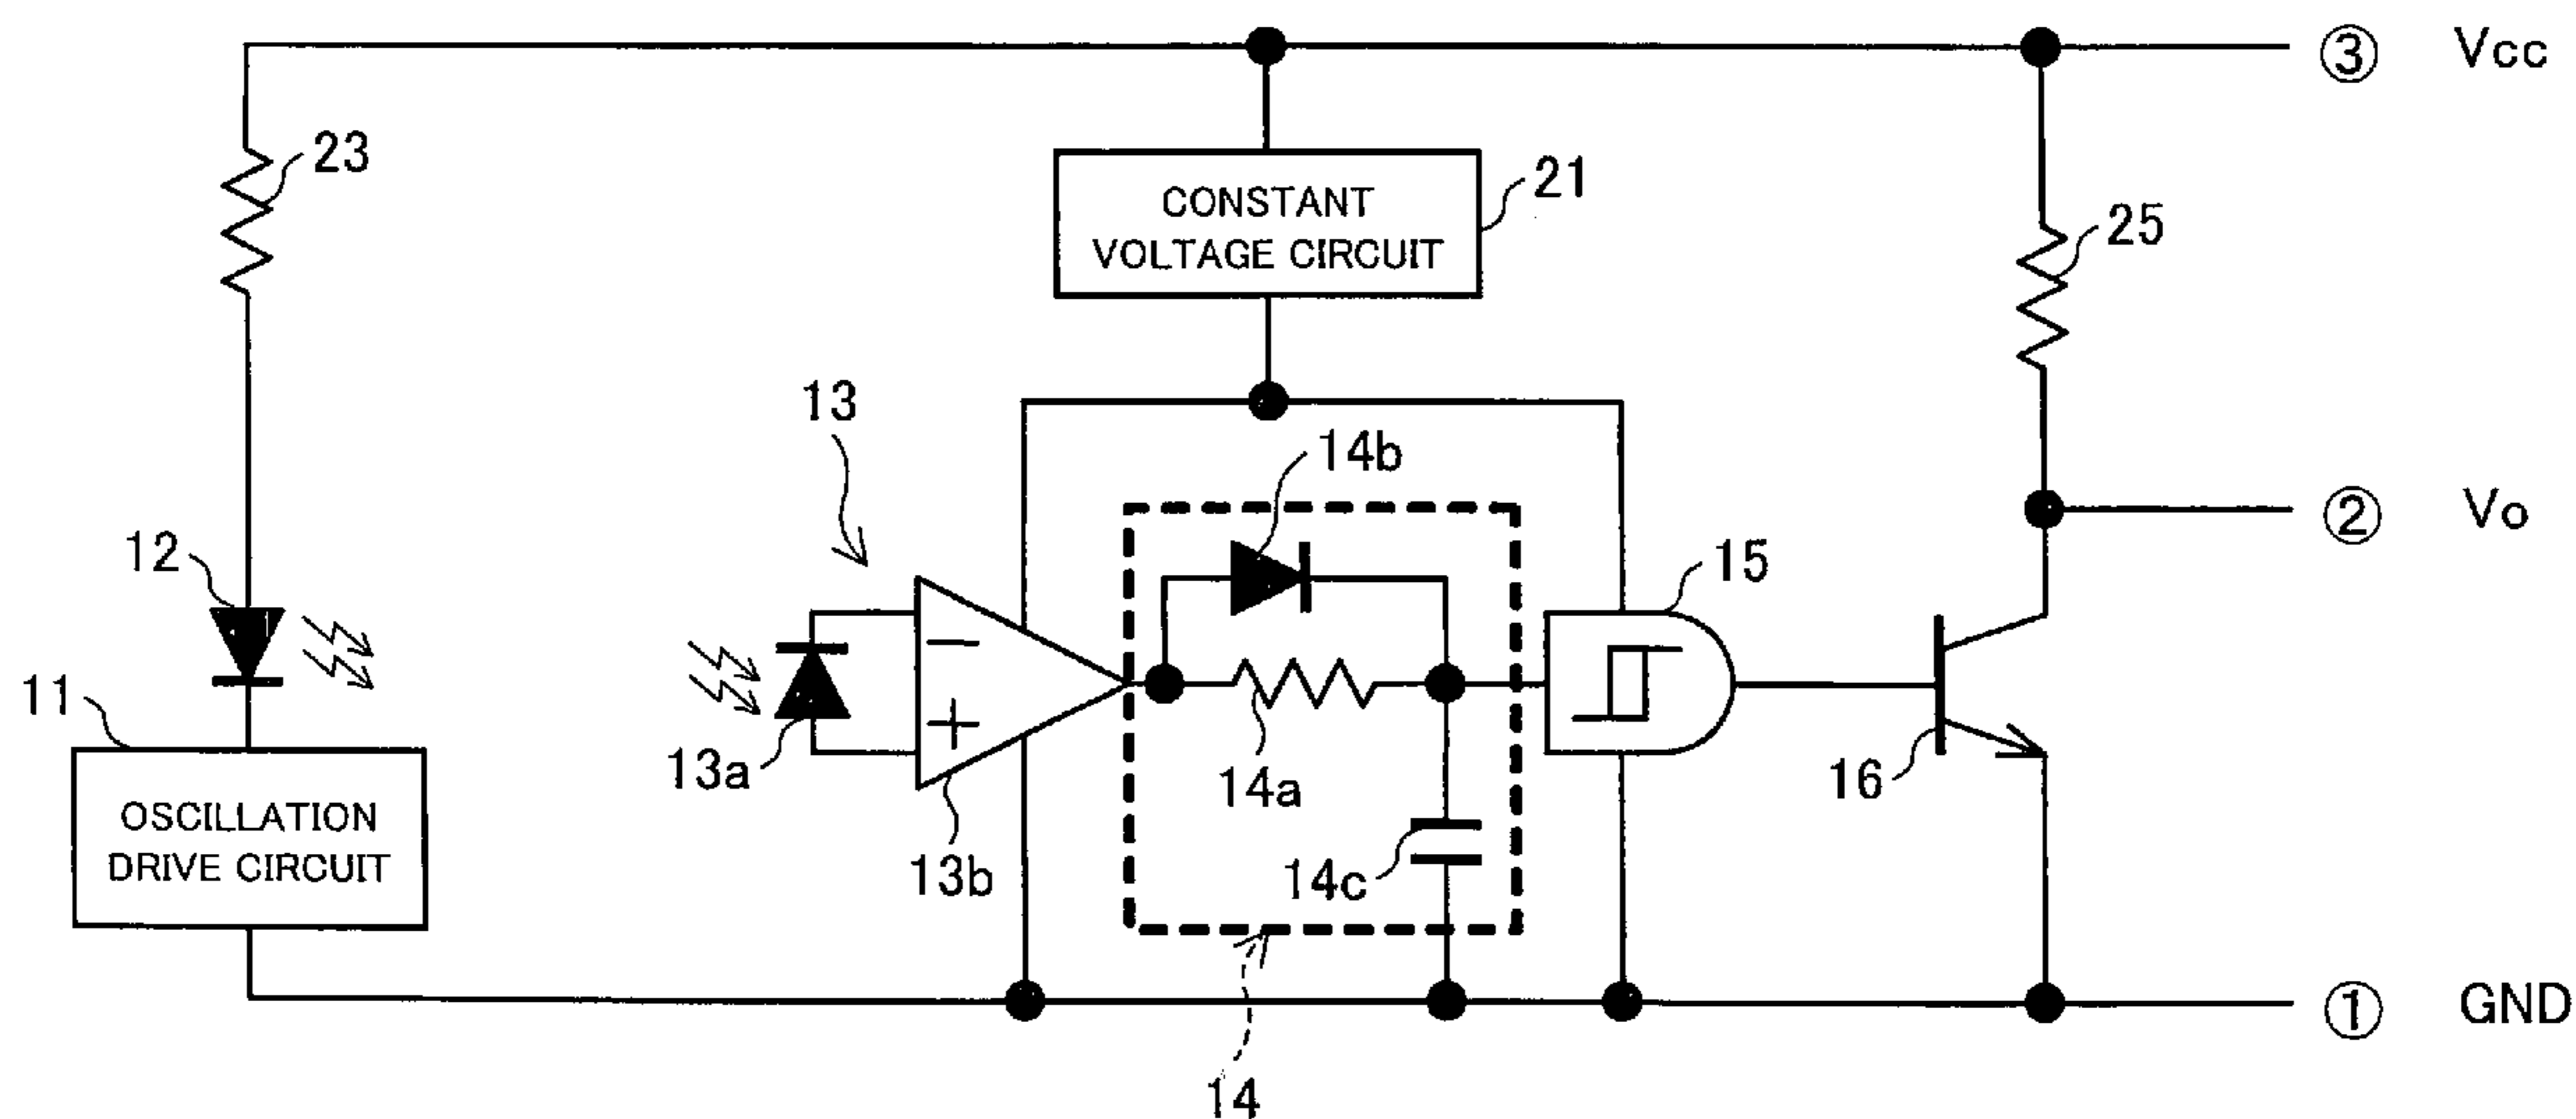 ③ Vcc
23
CONSTANT
VOLTAGE CIRCUIT
21
25
13
14b
② Vo
12
15
−
+
11
13a
14a
16
OSCILLATION
DRIVE CIRCUIT
13b
14c
① GND
14